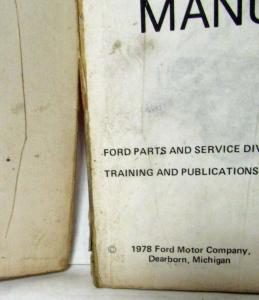 MANU
FORD PARTS AND SERVICE DIV
TRAINING AND PUBLICATIONS
© 1978 Ford Motor Company,
Dearborn, Michigan